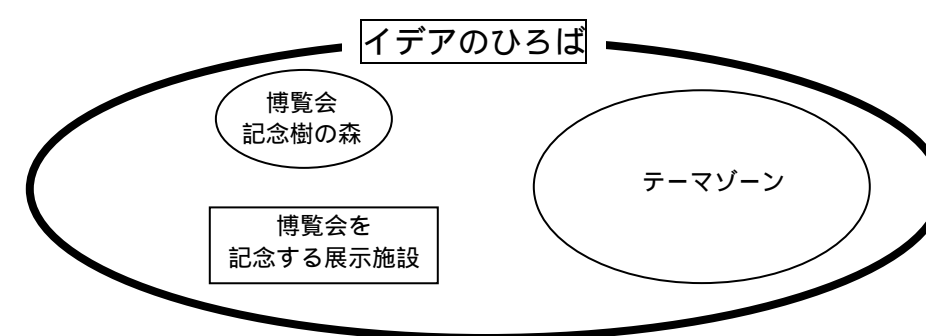 イデアのひろば
博覧会
記念樹の森
テーマゾーン
博覧会を
記念する展示施設